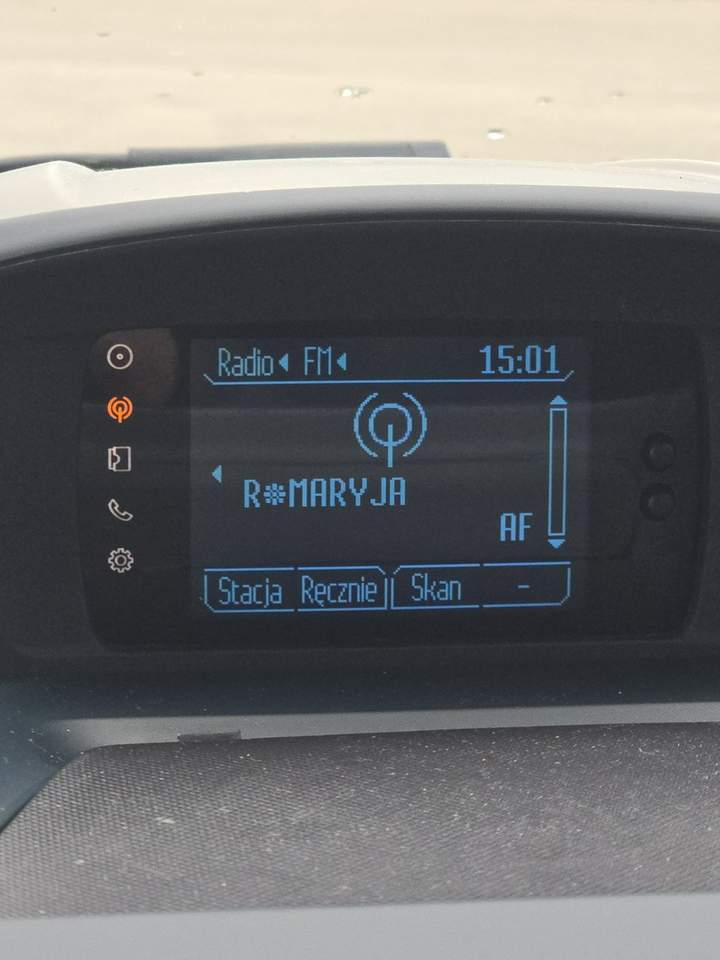 Radio FM 15:01
R*MARYJA
AF
Stacja Ręcznie Skan -